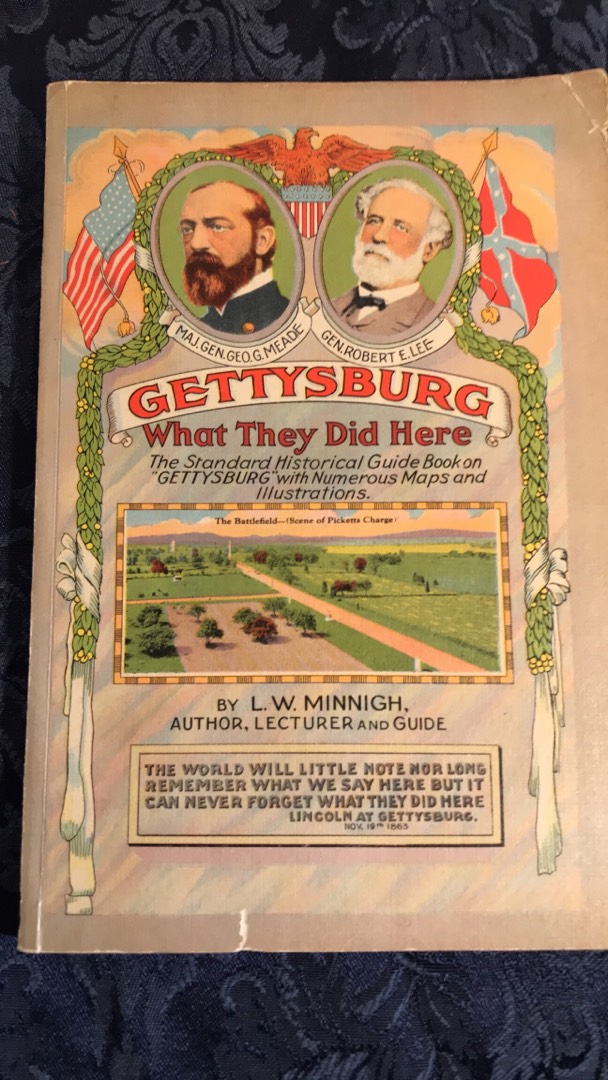 MAJ. GEN. GEO. G. MEADE
GEN. ROBERT E. LEE
GETTYSBURG
What They Did Here
The Standard Historical Guide Book on
"GETTYSBURG" with Numerous Maps and
Illustrations.
The Battlefield—(Scene of Picketts Charge)
BY L. W. MINNIGH,
AUTHOR, LECTURER AND GUIDE
THE WORLD WILL LITTLE NOTE NOR LONG
REMEMBER WHAT WE SAY HERE BUT IT
CAN NEVER FORGET WHAT THEY DID HERE
LINCOLN AT GETTYSBURG.
NOV. 19TH 1863